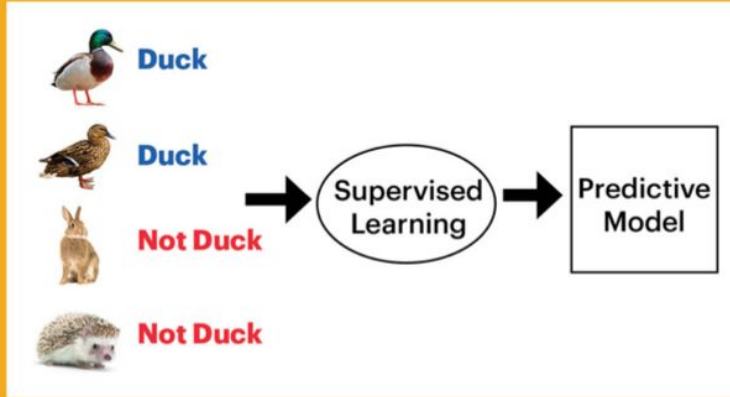 Duck
Duck
Not Duck
Not Duck
Supervised
Learning
Predictive
Model